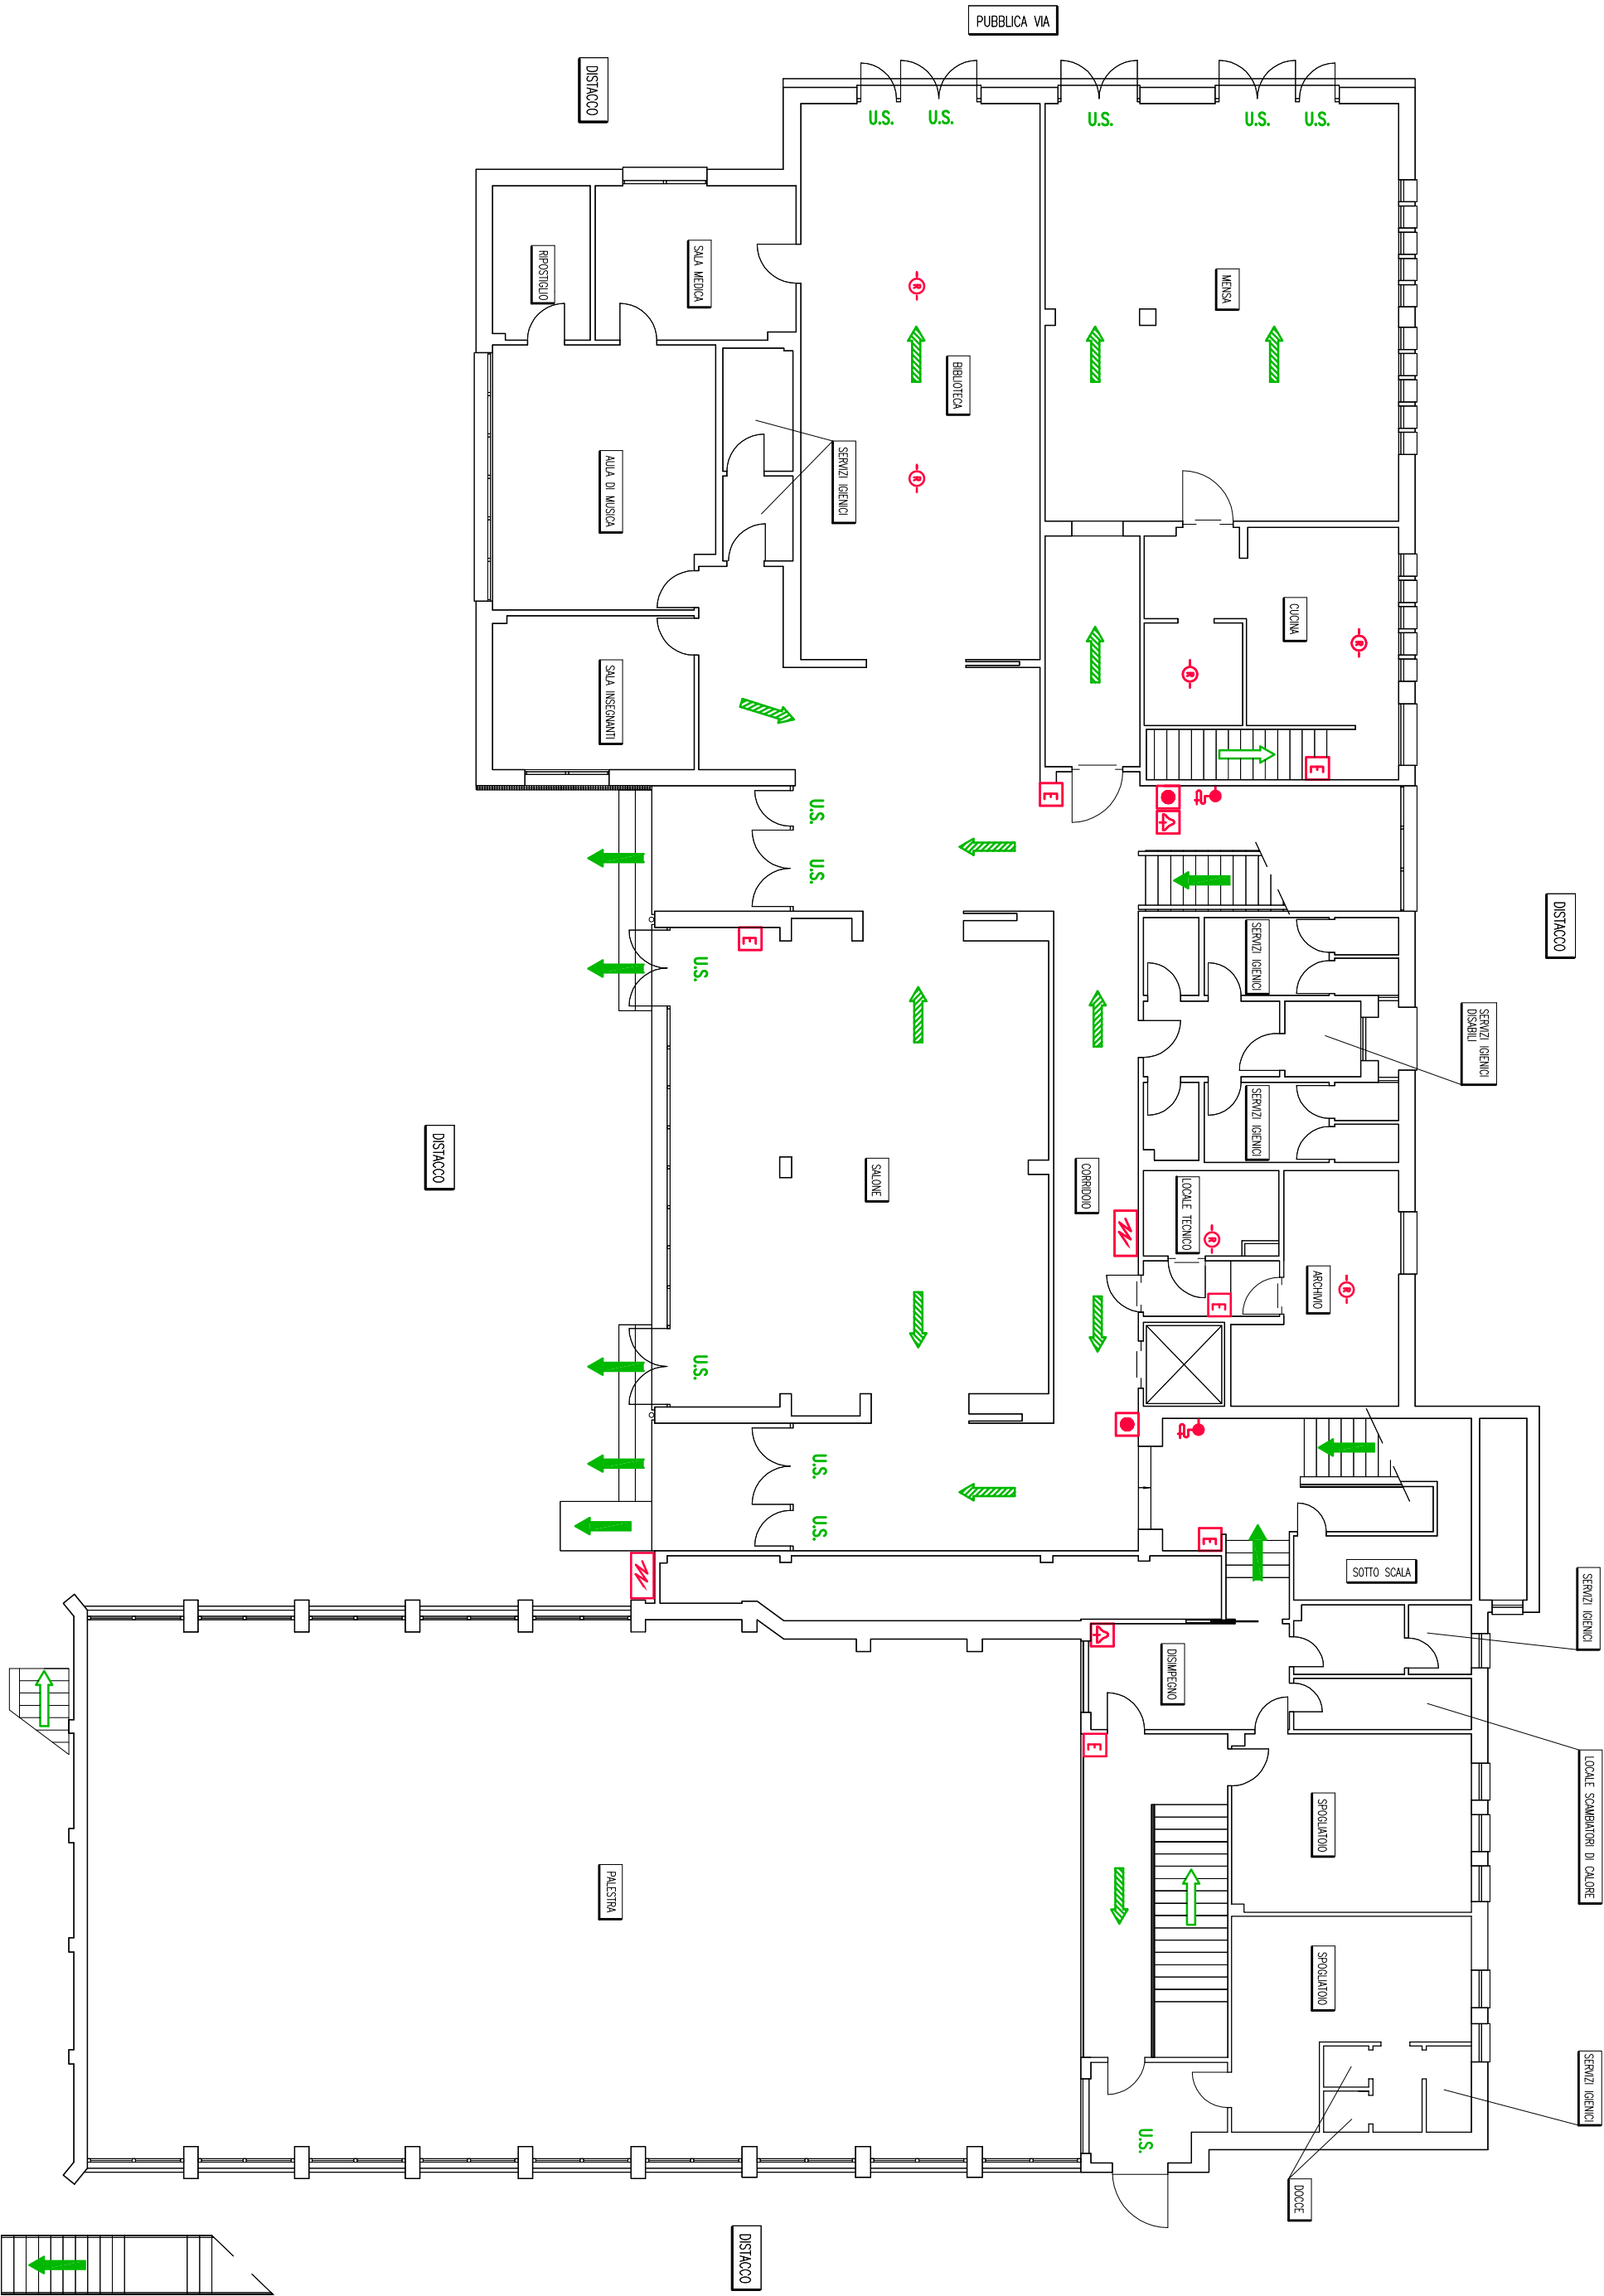 PUBBLICA VIA
DISTACCO
U.S.
U.S.
U.S.
U.S.
U.S.
RIPOSTIGLIO
SALA MEDICA
R
MENSA
BIBLIOTECA
SERVIZI IGIENICI
R
AULA DI MUSICA
CUCINA
R
R
SALA INSEGNANTI
E
E
U.S.
U.S.
DISTACCO
E
U.S.
SERVIZI IGIENICI
SERVIZI IGIENICI
DISABILI
SERVIZI IGIENICI
DISTACCO
SALONE
CORRIDOIO
LOCALE TECNICO
R
ARCHIVIO
R
E
U.S.
U.S.
U.S.
E
SOTTO SCALA
SERVIZI IGIENICI
DISIMPEGNO
E
LOCALE SCAMBIATORI DI CALORE
SPOGLIATOIO
PALESTRA
SPOGLIATOIO
SERVIZI IGIENICI
U.S.
DOCCE
DISTACCO